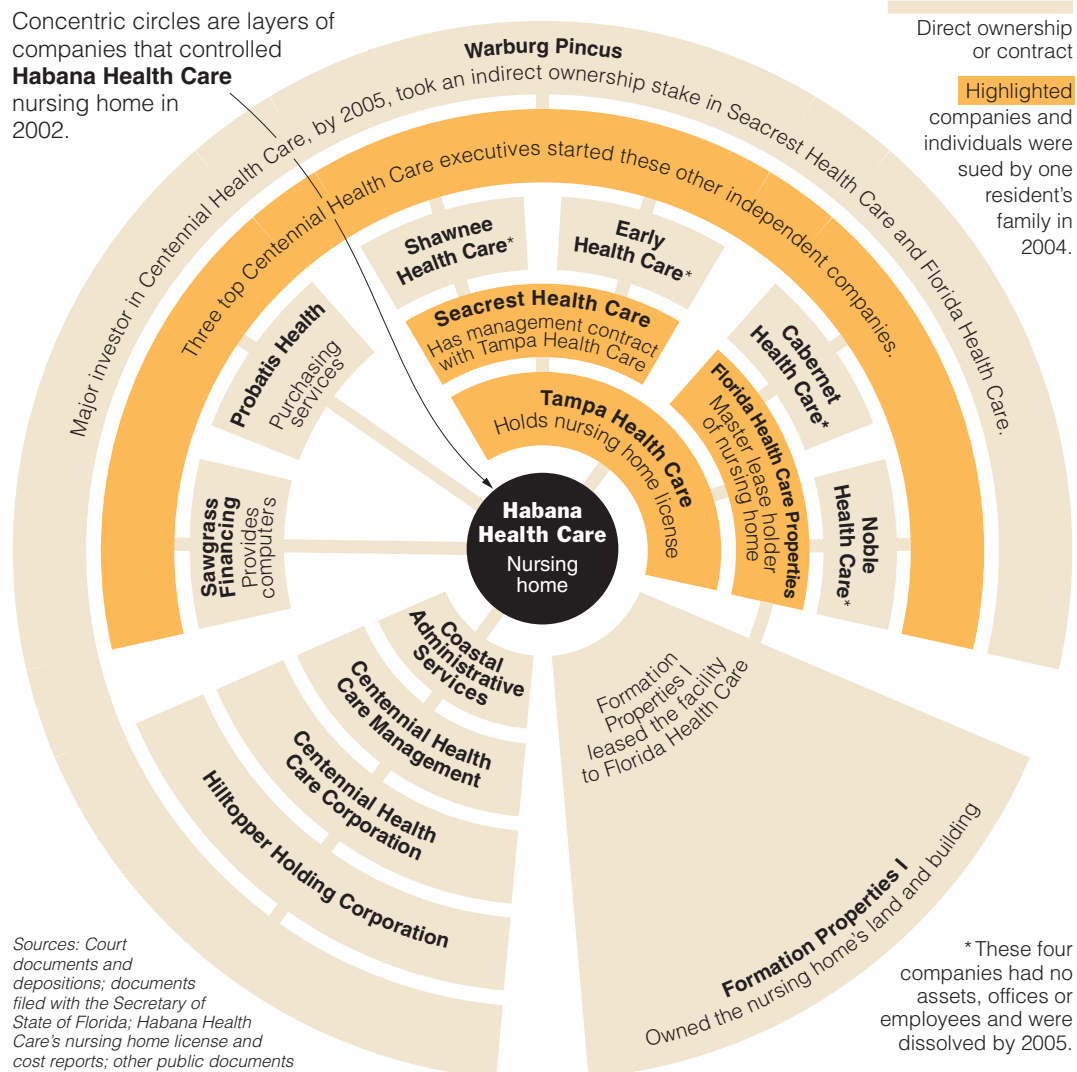 Concentric circles are layers of
companies that controlled
Habana Health Care
nursing home in
2002.
Direct ownership
or contract
Highlighted
companies and
individuals were
sued by one
resident's
family in
2004.
Warburg Pincus
Major investor in Centennial Health Care, by 2005, took an indirect ownership stake in Seacrest Health Care and Florida Health Care.
Three top Centennial Health Care executives started these other independent companies.
Shawnee
Health Care*
Early
Health Care*
Seacrest Health Care
Has management contract
with Tampa Health Care
Tampa Health Care
Holds nursing home license
Probatis Health
Purchasing
services
Cabernet
Health Care*
Florida Health Care Properties
Master lease holder
of nursing home
Sawgrass
Financing
Provides
computers
Habana
Health Care
Nursing
home
Noble
Health Care*
Coastal
Administrative
Services
Centennial Health
Care Management
Centennial Health
Care Corporation
Hilltopper Holding Corporation
Formation
Properties I
leased the facility
to Florida Health Care
Formation Properties I
Owned the nursing home's land and building
Sources: Court
documents and
depositions; documents
filed with the Secretary of
State of Florida; Habana Health
Care's nursing home license and
cost reports; other public documents
* These four
companies had no
assets, offices or
employees and were
dissolved by 2005.